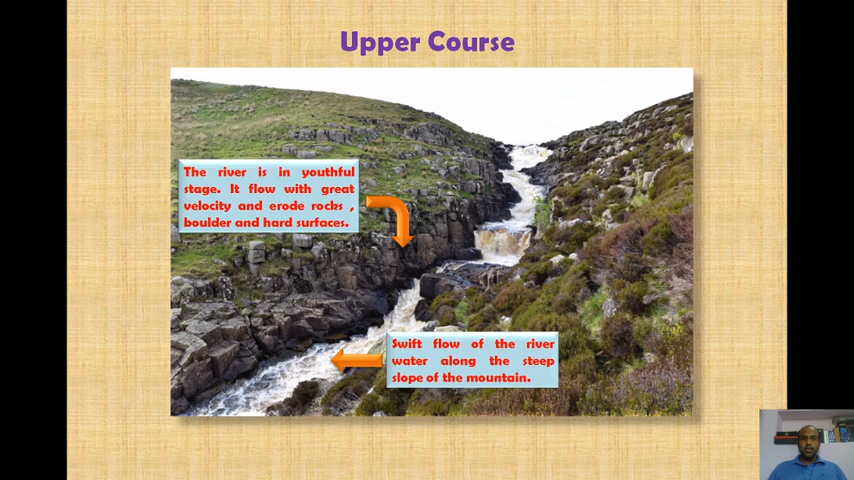 Upper Course
The river is in youthful
stage. It flow with great
velocity and erode rocks ,
boulder and hard surfaces.
Swift flow of the river
water along the steep
slope of the mountain.